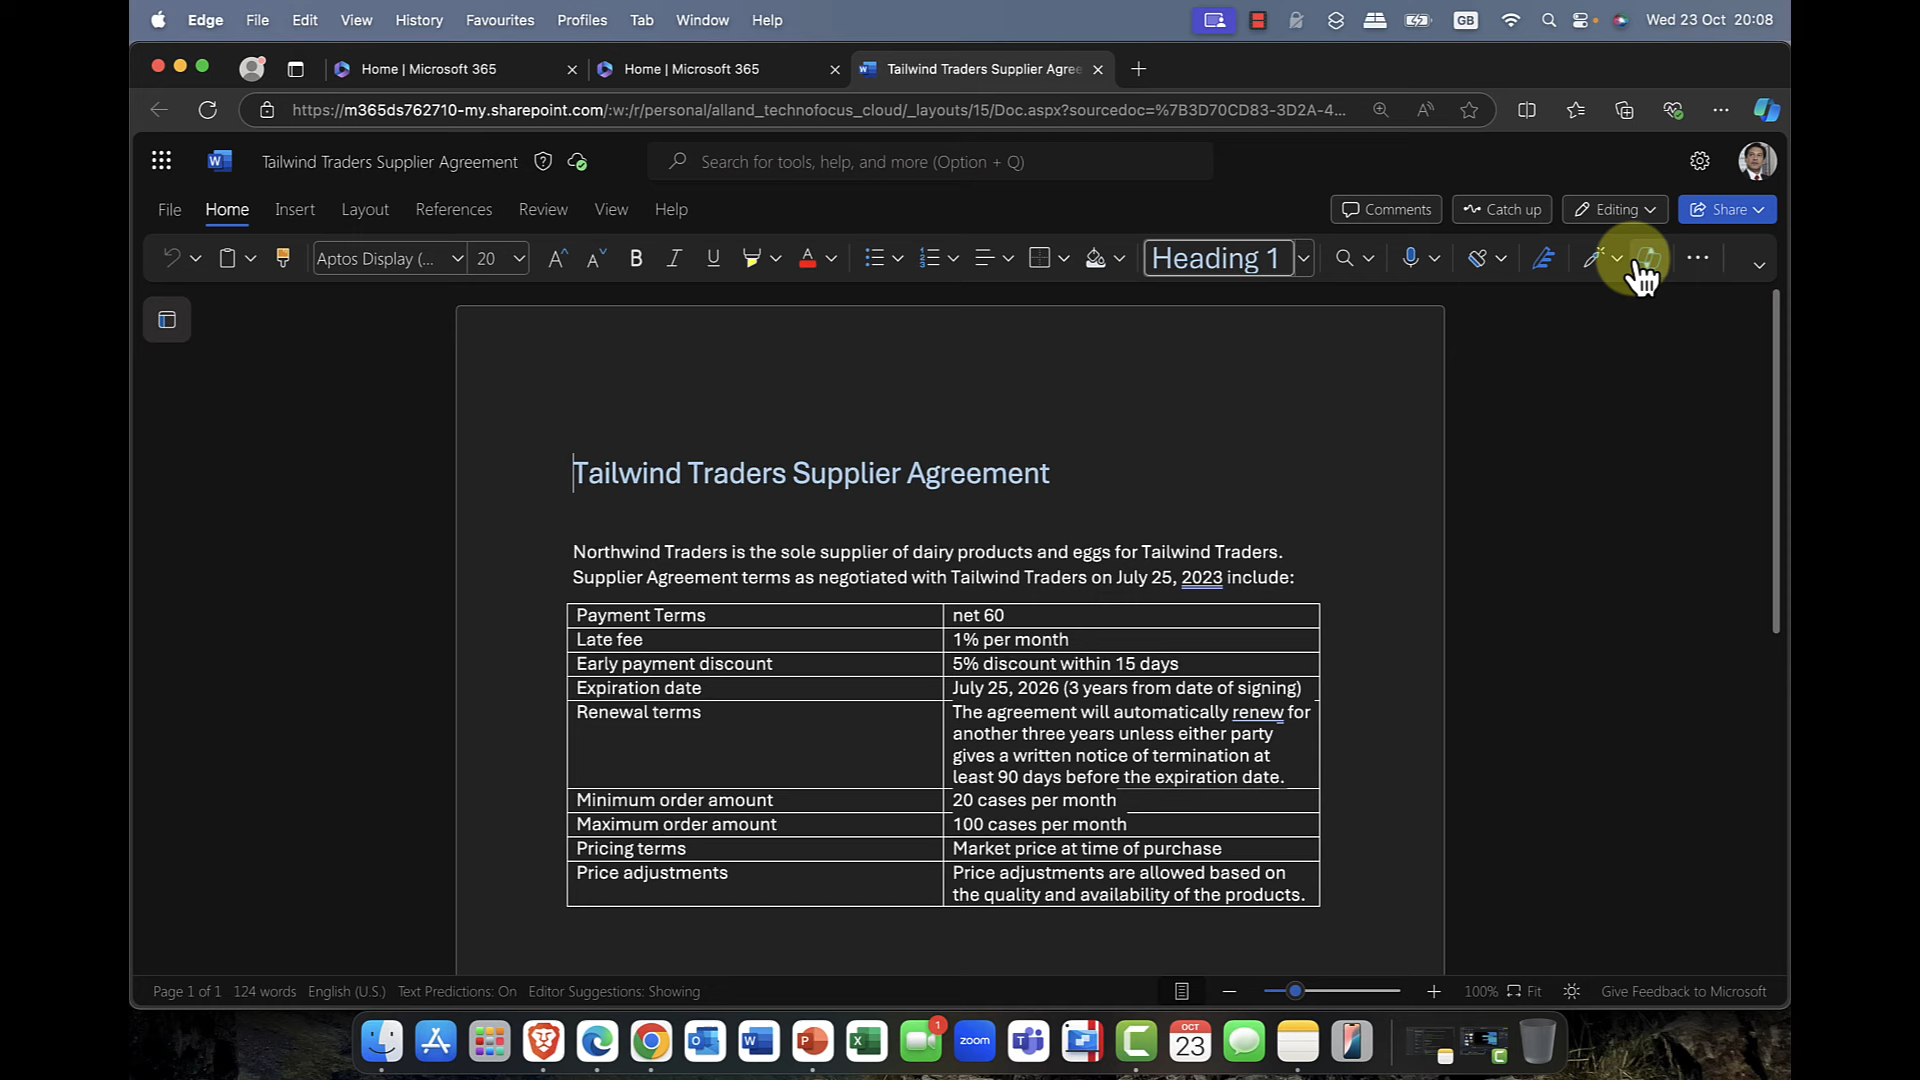 Edge File Edit View History Favourites Profiles Tab Window Help GB Wed 23 Oct 20:08
Home | Microsoft 365 Home | Microsoft 365 Tailwind Traders Supplier Agree
https://m365ds762710-my.sharepoint.com/:w:/r/personal/alland_technofocus_cloud/_layouts/15/Doc.aspx?sourcedoc=%7B3D70CD83-3D2A-4...
Tailwind Traders Supplier Agreement Search for tools, help, and more (Option + Q)
File Home Insert Layout References Review View Help Comments Catch up Editing Share
Aptos Display (... 20 A A B I U A Heading 1
Tailwind Traders Supplier Agreement
Northwind Traders is the sole supplier of dairy products and eggs for Tailwind Traders.
Supplier Agreement terms as negotiated with Tailwind Traders on July 25, 2023 include:
Payment Terms net 60
Late fee 1% per month
Early payment discount 5% discount within 15 days
Expiration date July 25, 2026 (3 years from date of signing)
Renewal terms The agreement will automatically renew for
another three years unless either party
gives a written notice of termination at
least 90 days before the expiration date.
Minimum order amount 20 cases per month
Maximum order amount 100 cases per month
Pricing terms Market price at time of purchase
Price adjustments Price adjustments are allowed based on
the quality and availability of the products.
Page 1 of 1 124 words English (U.S.) Text Predictions: On Editor Suggestions: Showing 100% Fit Give Feedback to Microsoft
1 zoom OCT 23